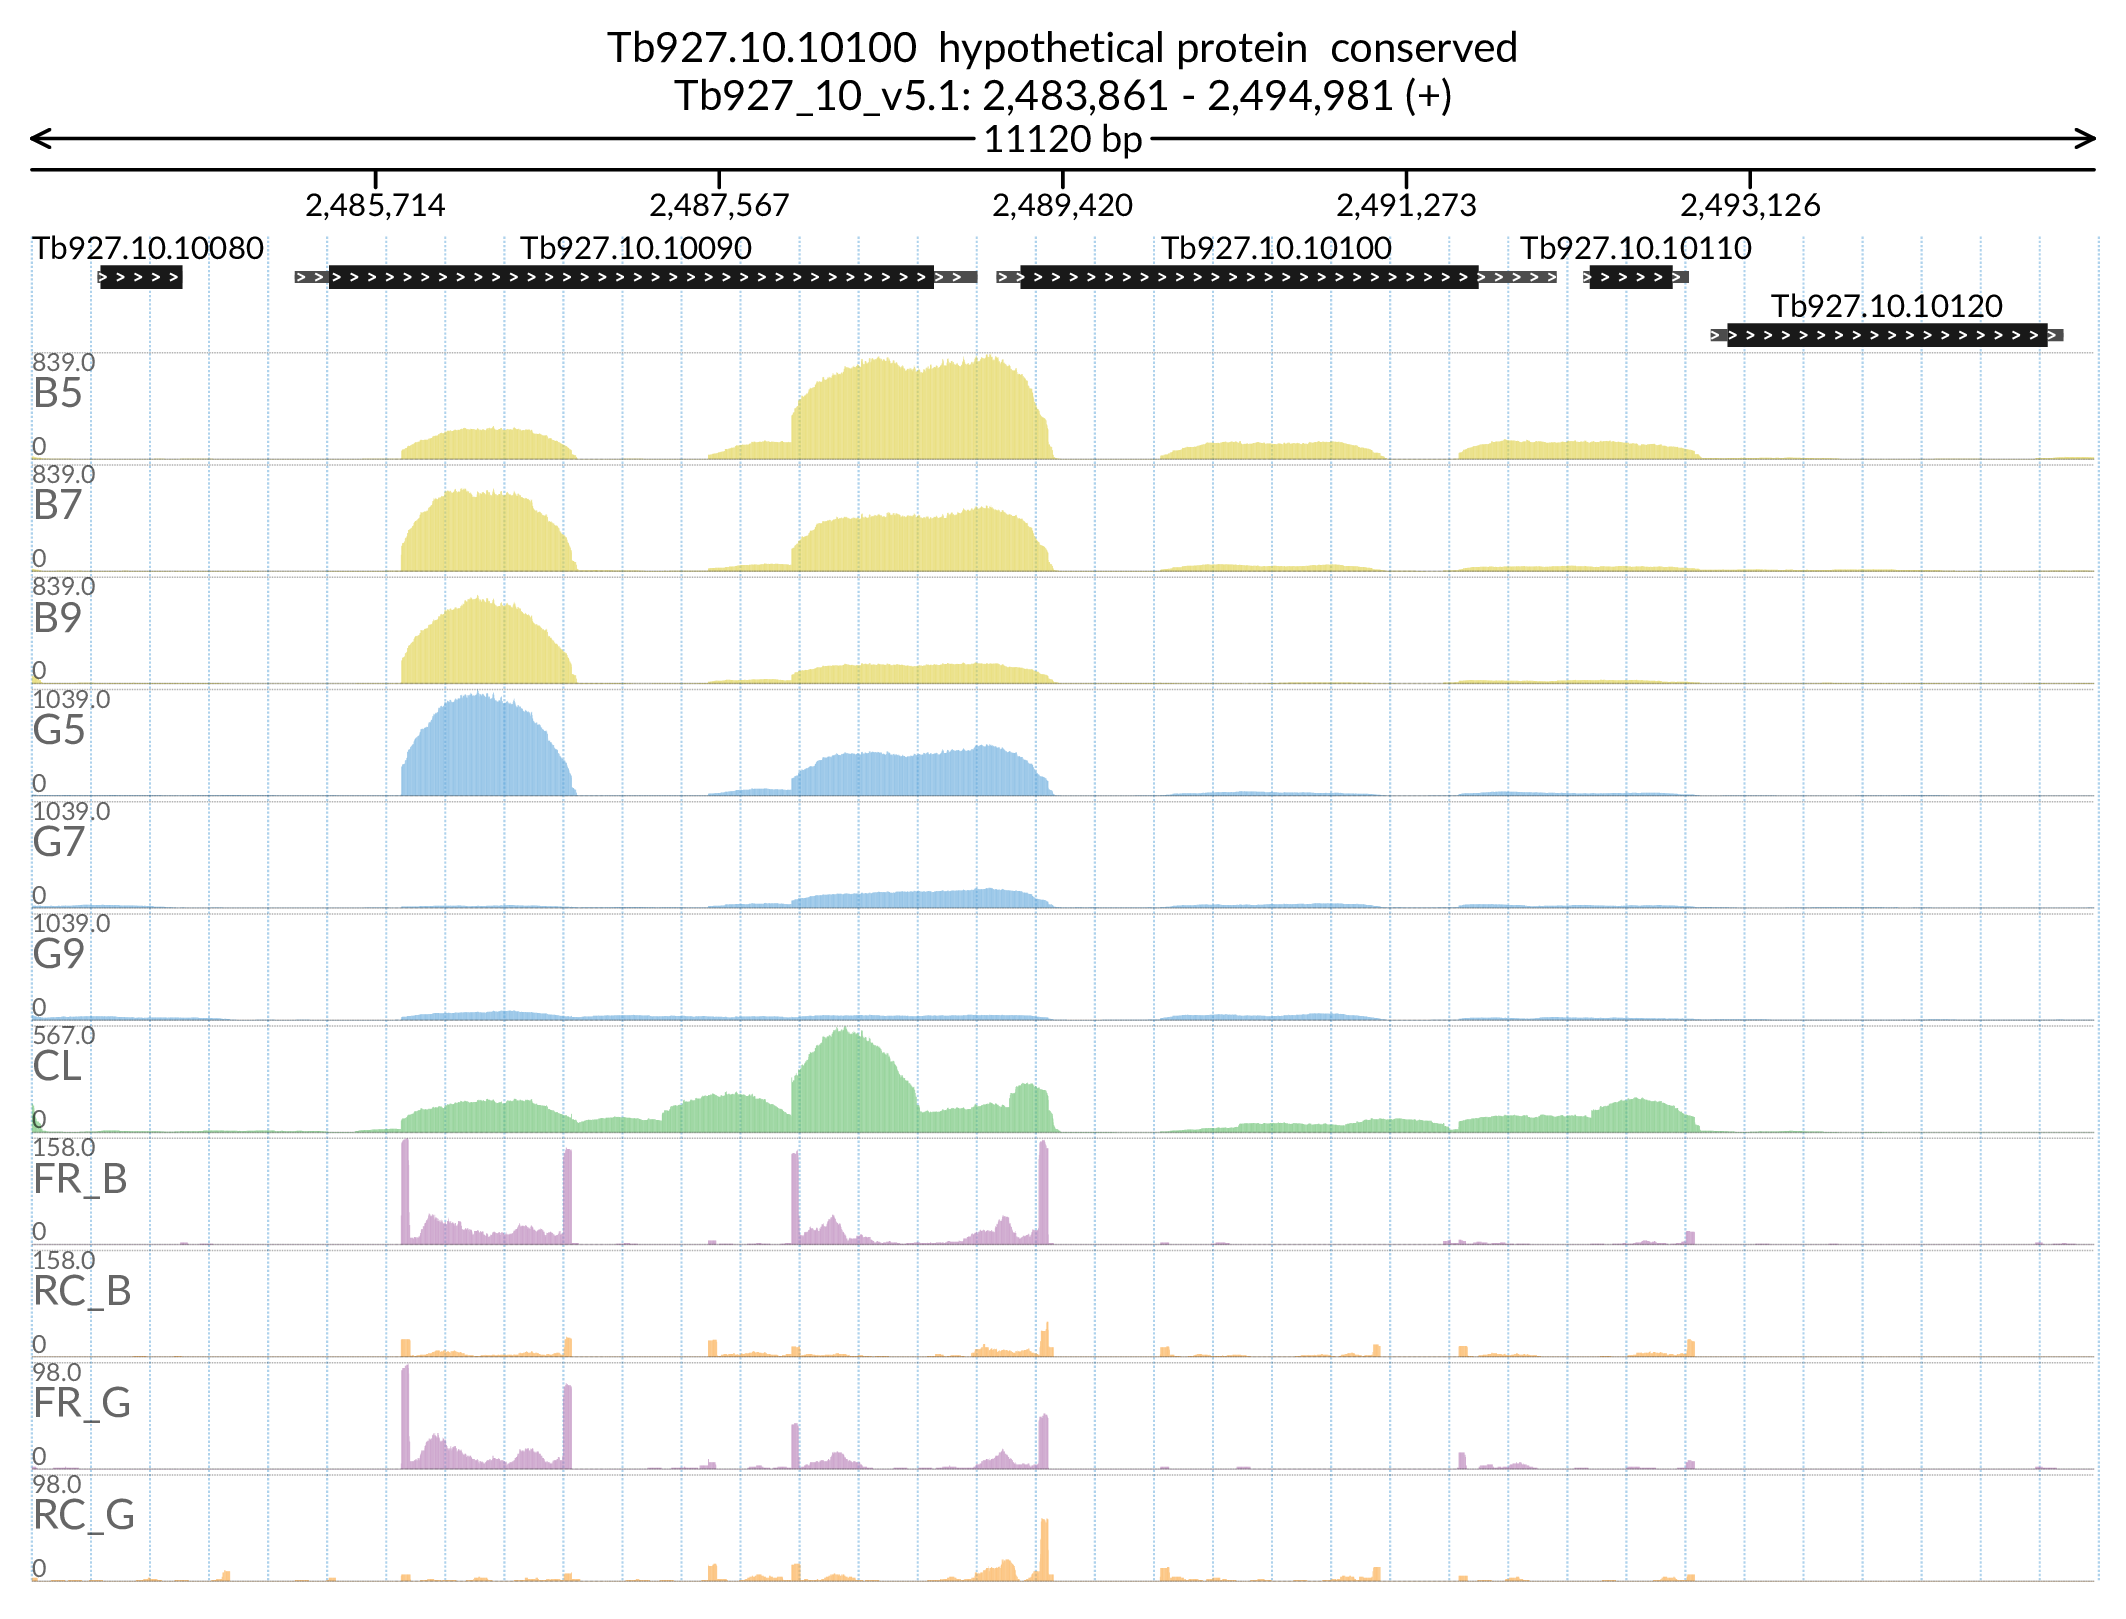 Tb927.10.10100  hypothetical protein  conserved
Tb927_10_v5.1: 2,483,861 - 2,494,981 (+)
11120 bp
2,485,714 2,487,567 2,489,420 2,491,273 2,493,126
Tb927.10.10080 Tb927.10.10090 Tb927.10.10100 Tb927.10.10110
Tb927.10.10120
839.0
B5
0
839.0
B7
0
839.0
B9
0
1039.0
G5
0
1039.0
G7
0
1039.0
G9
0
567.0
CL
0
158.0
FR_B
0
158.0
RC_B
0
98.0
FR_G
0
98.0
RC_G
0